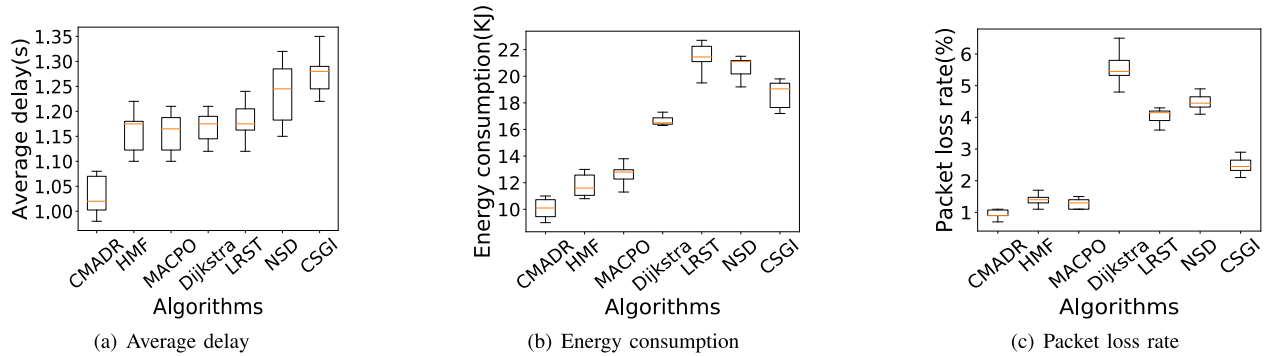 Average delay(s)
1.35
1.30
1.25
1.20
1.15
1.10
1.05
1.00
CMADR
HMF
MACPO
Dijkstra
LRST
NSD
CSGI
Algorithms
(a) Average delay
Energy consumption(KJ)
22
20
18
16
14
12
10
CMADR
HMF
MACPO
Dijkstra
LRST
NSD
CSGI
Algorithms
(b) Energy consumption
Packet loss rate(%)
6
5
4
3
2
1
CMADR
HMF
MACPO
Dijkstra
LRST
NSD
CSGI
Algorithms
(c) Packet loss rate